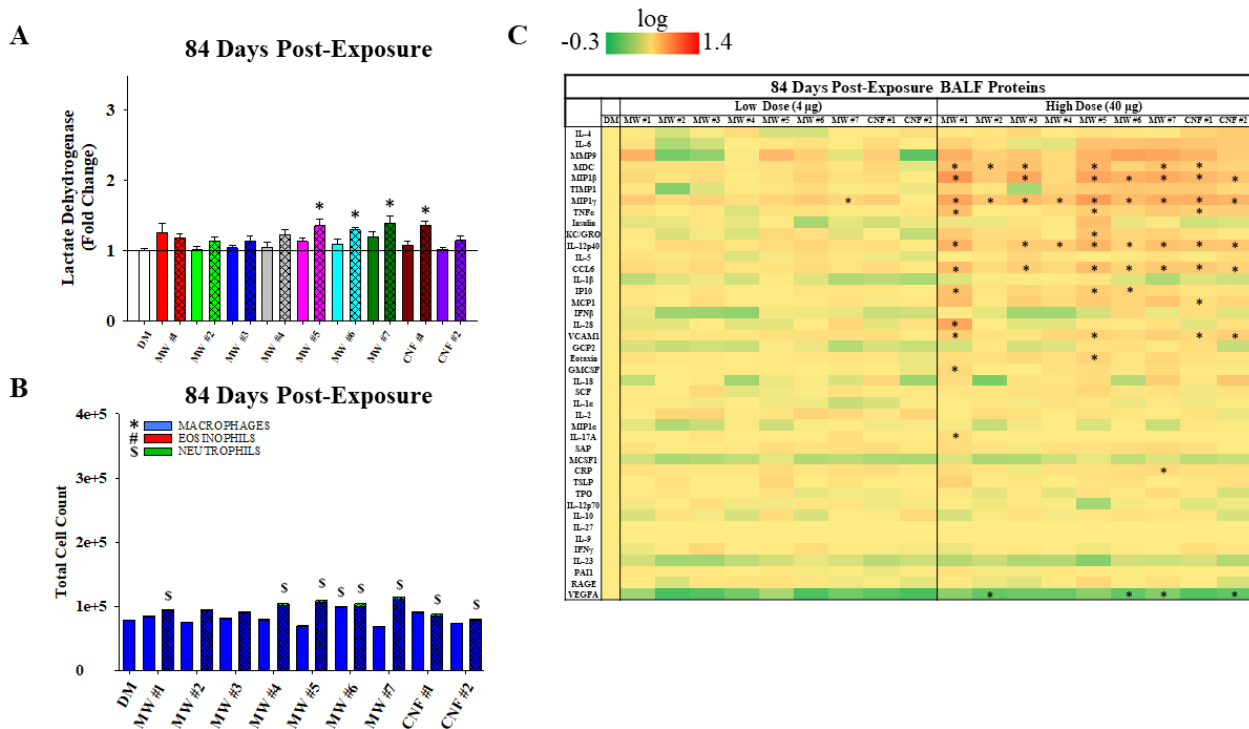 A
84 Days Post-Exposure
Lactate Dehydrogenase
(Fold Change)
3
2
1
0
*
*
*
*
DM
MW #1
MW #2
MW #3
MW #4
MW #5
MW #6
MW #7
CNF #1
CNF #2
B
84 Days Post-Exposure
Total Cell Count
4e+5
3e+5
2e+5
1e+5
0
* MACROPHAGES
# EOSINOPHILS
$ NEUTROPHILS
$ $ $ $ $ $ $ $
DM
MW #1
MW #2
MW #3
MW #4
MW #5
MW #6
MW #7
CNF #1
CNF #2
C
log
-0.3 1.4
84 Days Post-Exposure BALF Proteins
Low Dose (4 µg) High Dose (40 µg)
DM MW #1 MW #2 MW #3 MW #4 MW #5 MW #6 MW #7 CNF #1 CNF #2 MW #1 MW #2 MW #3 MW #4 MW #5 MW #6 MW #7 CNF #1 CNF #2
IL-4
IL-6
MMP9
MDC * * * * * *
MIP1β * * * * * * *
TIMP1
MIP1γ * * * * * * * * * *
TNFα * * *
Insulin
KC/GRO *
IL-12p40 * * * * * * * *
IL-5
CCL6 * * * * * * *
IL-1β
IP10 * * *
MCP1 *
IFNβ
IL-28 *
VCAM1 * * * *
GCP2
Eotaxin *
GMCSF *
IL-18
SCF
IL-1α
IL-2
MIP1α
IL-17A *
SAP
MCSF1
CRP *
TSLP
TPO
IL-12p70
IL-10
IL-27
IL-9
IFNγ
IL-23
PAI1
RAGE
VEGFA * * * *